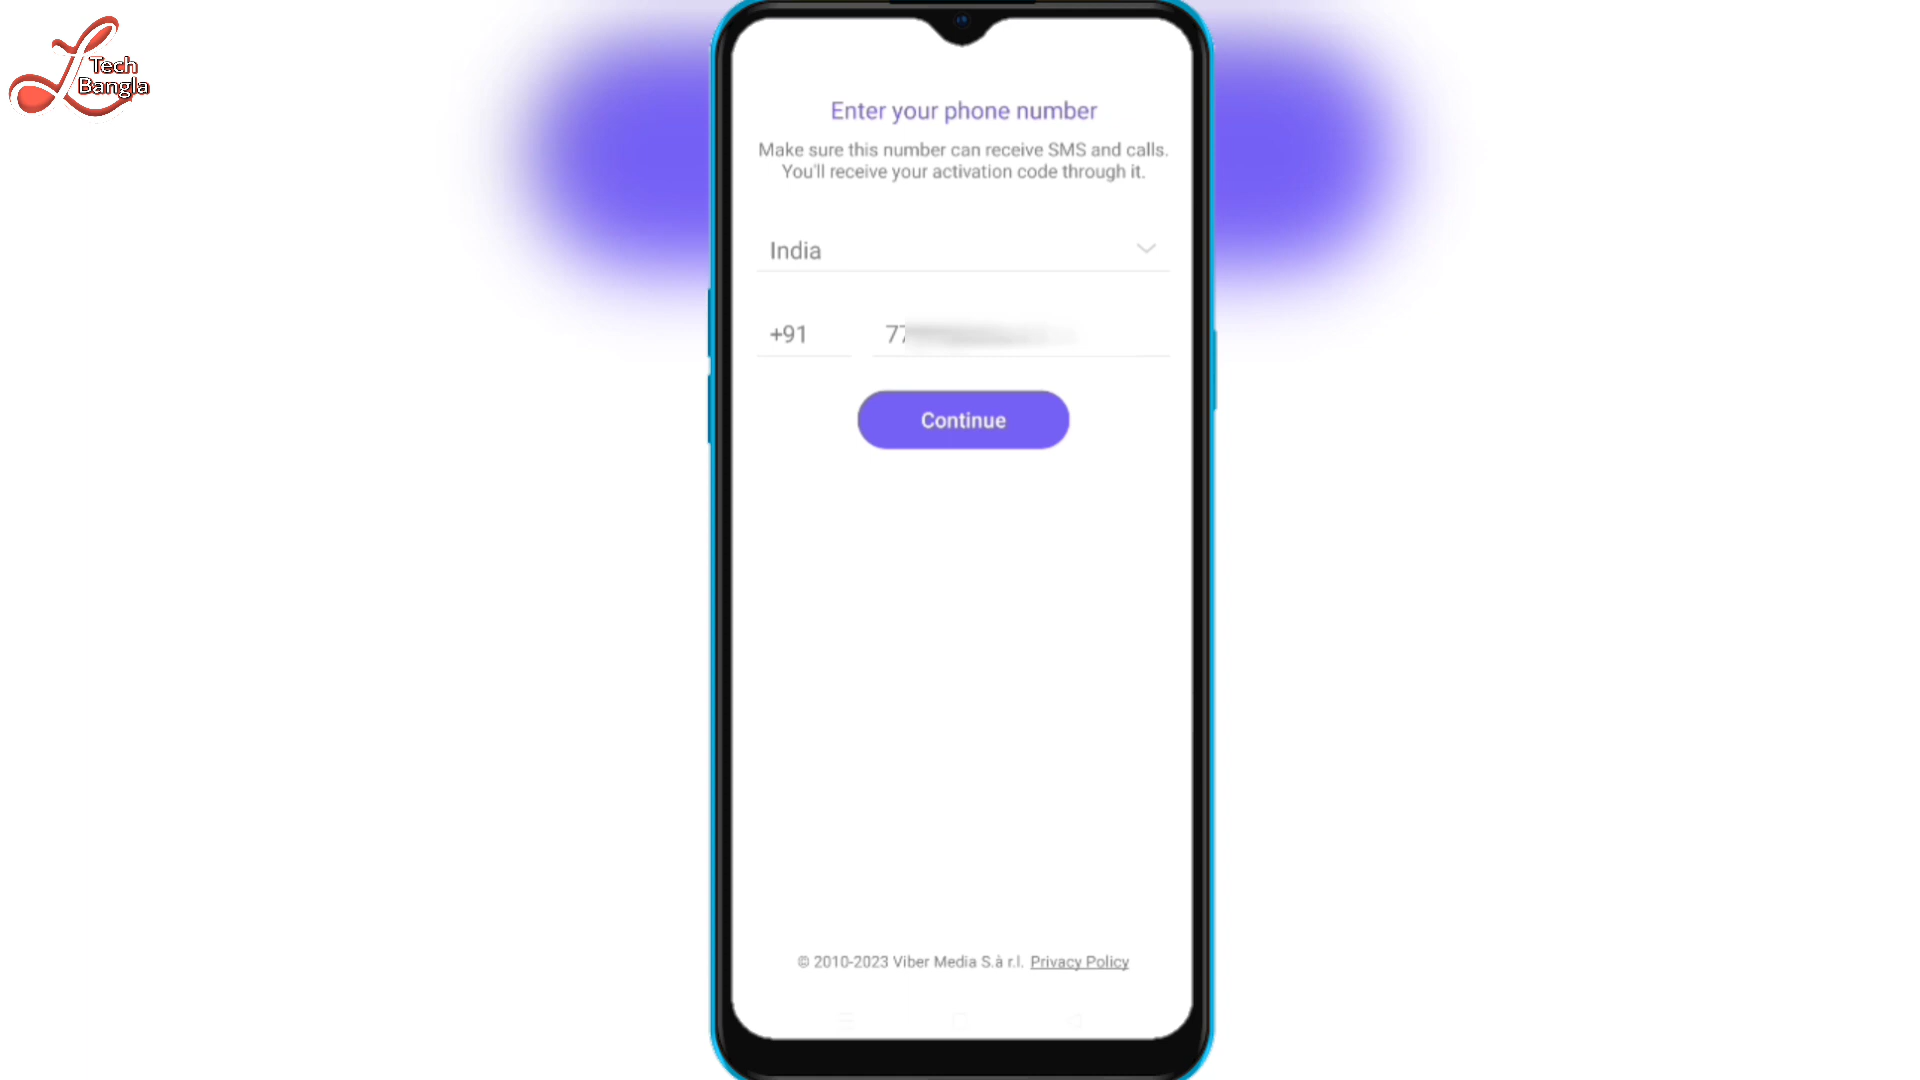 Tech
Bangla
Enter your phone number
Make sure this number can receive SMS and calls.
You'll receive your activation code through it.
India
+91 77
Continue
© 2010-2023 Viber Media S.à r.l. Privacy Policy